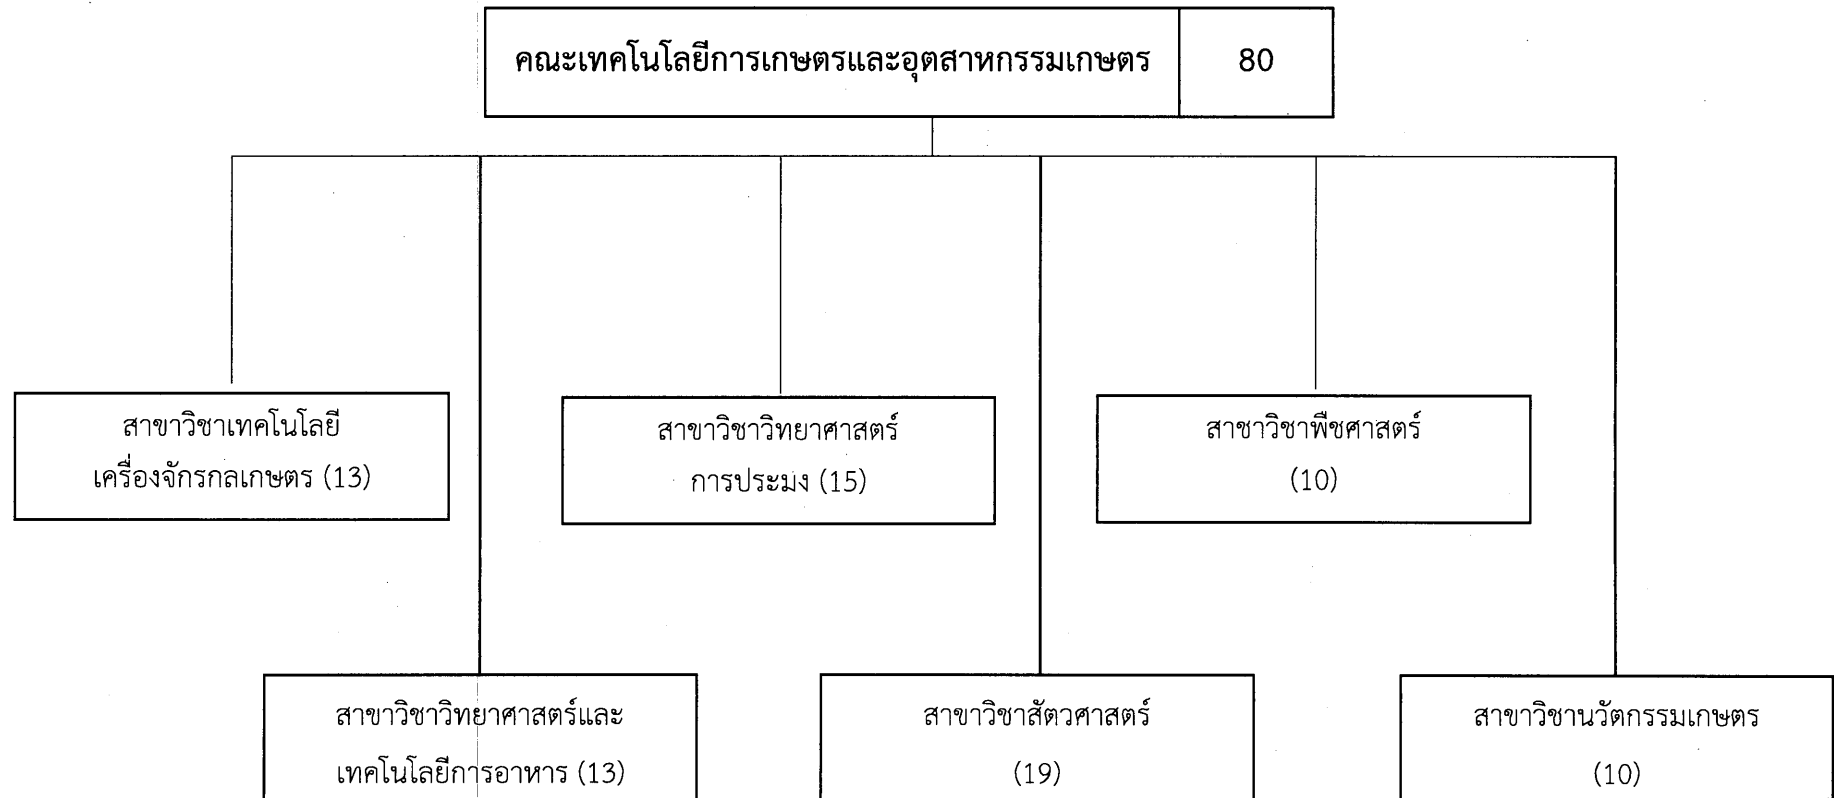 คณะเทคโนโลยีการเกษตรและอุตสาหกรรมเกษตร 80
สาขาวิชาเทคโนโลยี
เครื่องจักรกลเกษตร (13)
สาขาวิชาวิทยาศาสตร์
การประมง (15)
สาชาวิชาพืชศาสตร์
(10)
สาขาวิชาวิทยาศาสตร์และ
เทคโนโลยีการอาหาร (13)
สาขาวิชาสัตวศาสตร์
(19)
สาขาวิชานวัตกรรมเกษตร
(10)